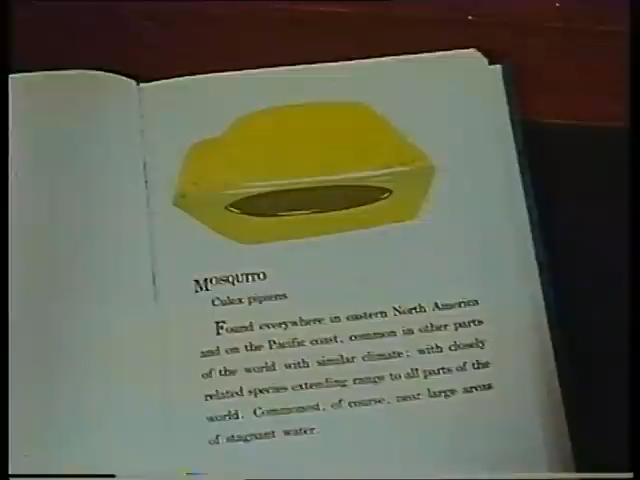 MOSQUITO
Culex pipiens
Found everywhere in eastern North America
and on the Pacific coast, common in other parts
of the world with similar climate; with closely
related species extending range to all parts of the
world. Commonest, of course, near large areas
of stagnant water.